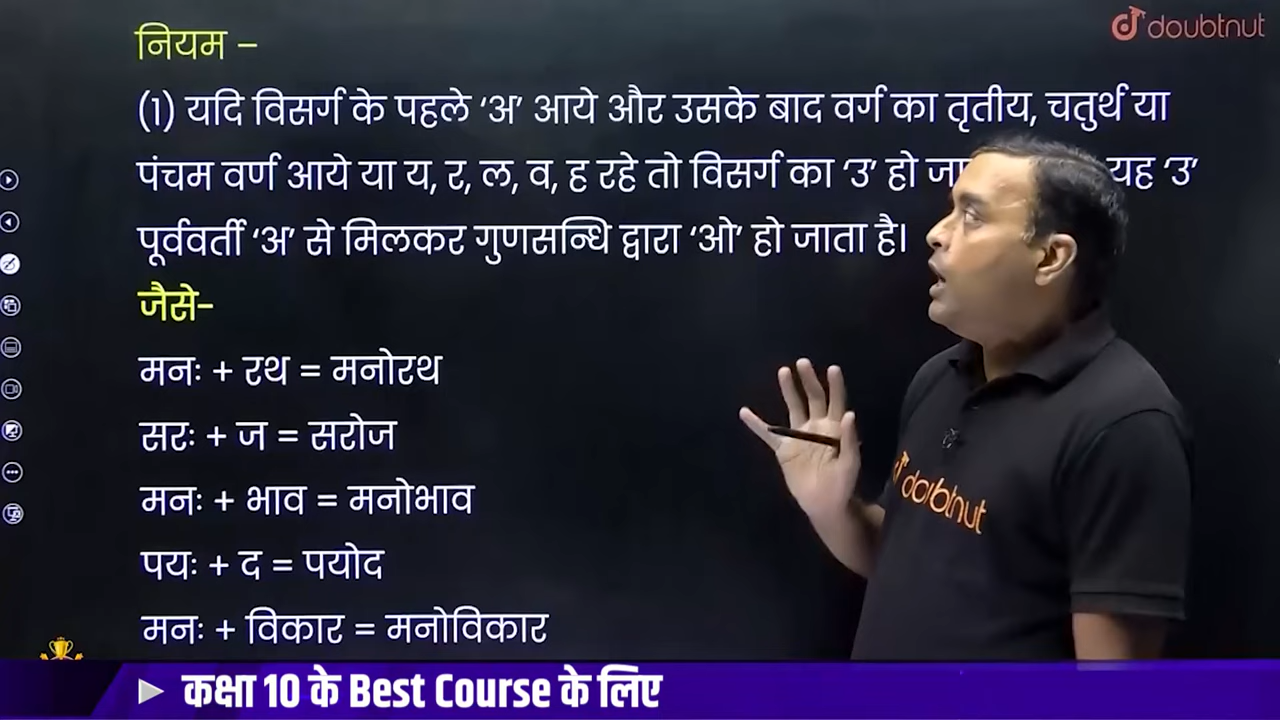 नियम –
doubtnut
(1) यदि विसर्ग के पहले ‘अ’ आये और उसके बाद वर्ग का तृतीय, चतुर्थ या
पंचम वर्ण आये या य, र, ल, व, ह रहे तो विसर्ग का ‘उ’ हो यह ‘उ’
पूर्ववर्ती ‘अ’ से मिलकर गुणसन्धि द्वारा ‘ओ’ हो जाता है।
जैसे-
मनः + रथ = मनोरथ
सरः + ज = सरोज
मनः + भाव = मनोभाव
doubtnut
पयः + द = पयोद
मनः + विकार = मनोविकार
कक्षा 10 के Best Course के लिए